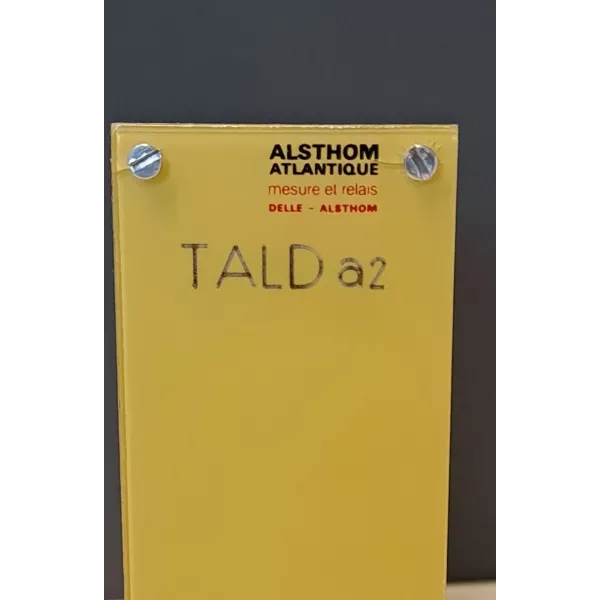 ALSTHOM
ATLANTIQUE
mesure et relais
DELLE - ALSTHOM
TALD a2